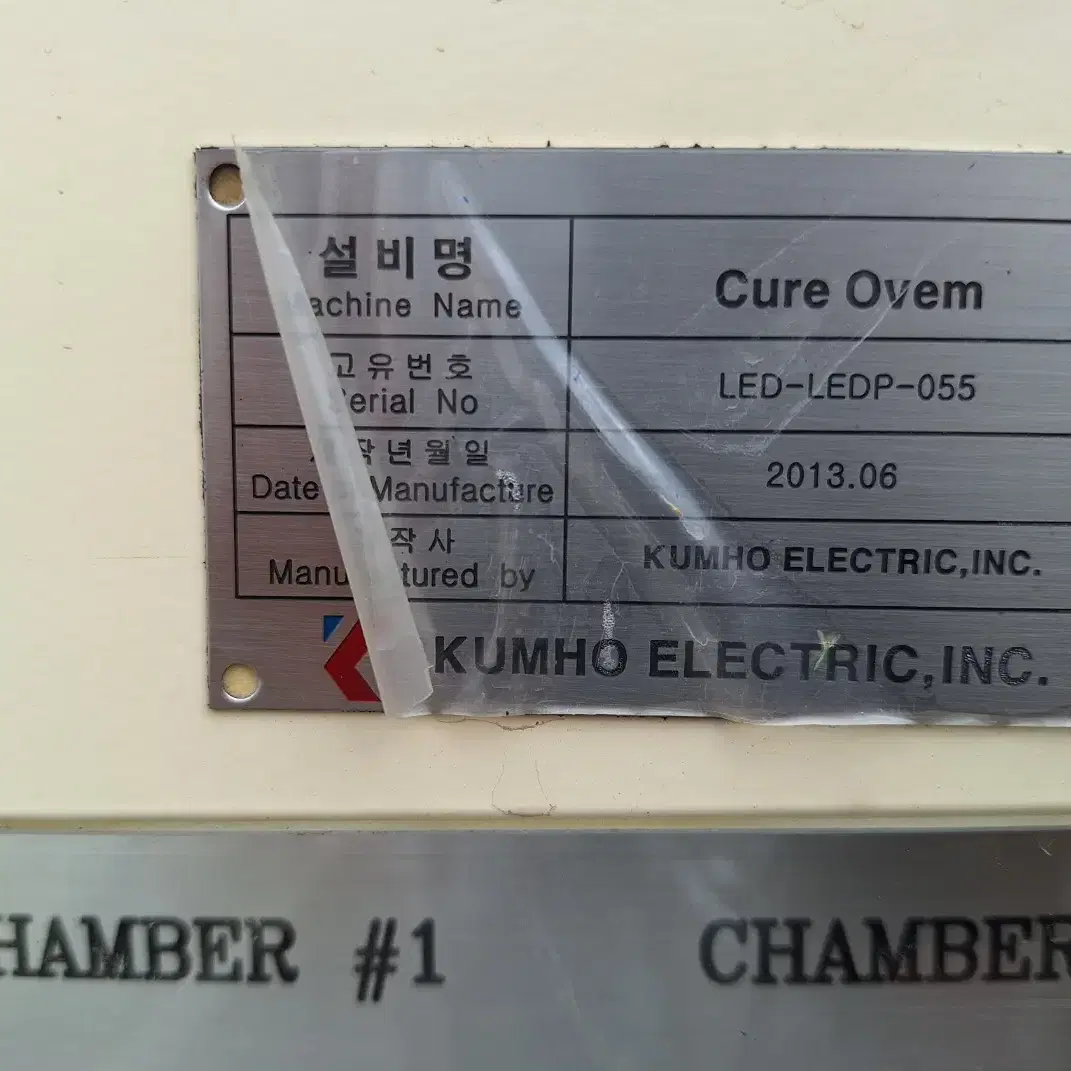 설비명
achine Name
Cure Ovem
고유번호
erial No
LED-LEDP-055
작년월일
Date Manufacture
2013.06
작사
Manu tured by
KUMHO ELECTRIC,INC.
KUMHO ELECTRIC,INC.
HAMBER #1
CHAMBER